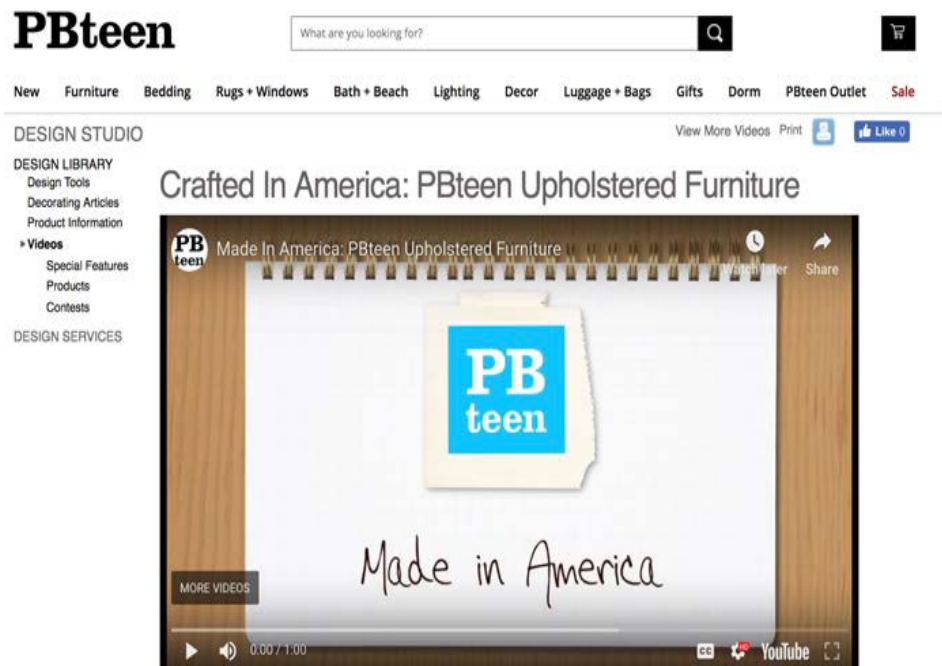 PBteen
What are you looking for?
New Furniture Bedding Rugs + Windows Bath + Beach Lighting Decor Luggage + Bags Gifts Dorm PBteen Outlet Sale
DESIGN STUDIO
View More Videos Print Like 0
DESIGN LIBRARY
Design Tools
Decorating Articles
Product Information
» Videos
Special Features
Products
Contests
DESIGN SERVICES
Crafted In America: PBteen Upholstered Furniture
PB
teen
Made In America: PBteen Upholstered Furniture
Watch later Share
PB
teen
Made in America
MORE VIDEOS
0:00 / 1:00
CC HD YouTube